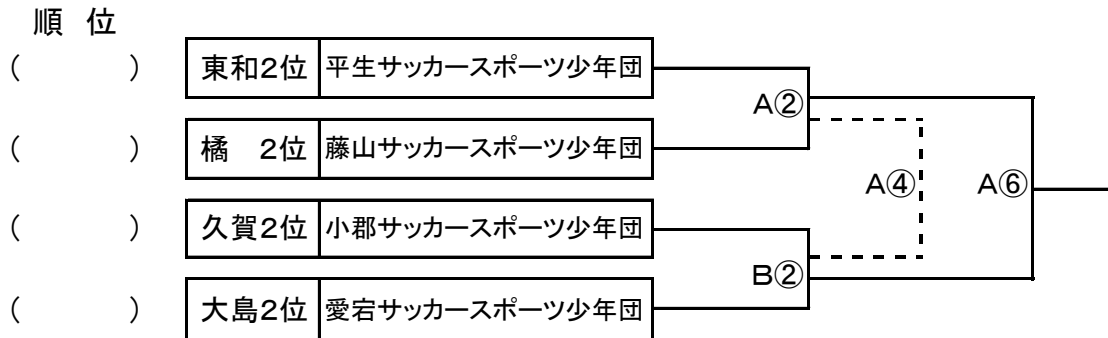 順 位
( ) 東和2位 平生サッカースポーツ少年団
A②
( ) 橘 2位 藤山サッカースポーツ少年団
A④ A⑥
( ) 久賀2位 小郡サッカースポーツ少年団
B②
( ) 大島2位 愛宕サッカースポーツ少年団